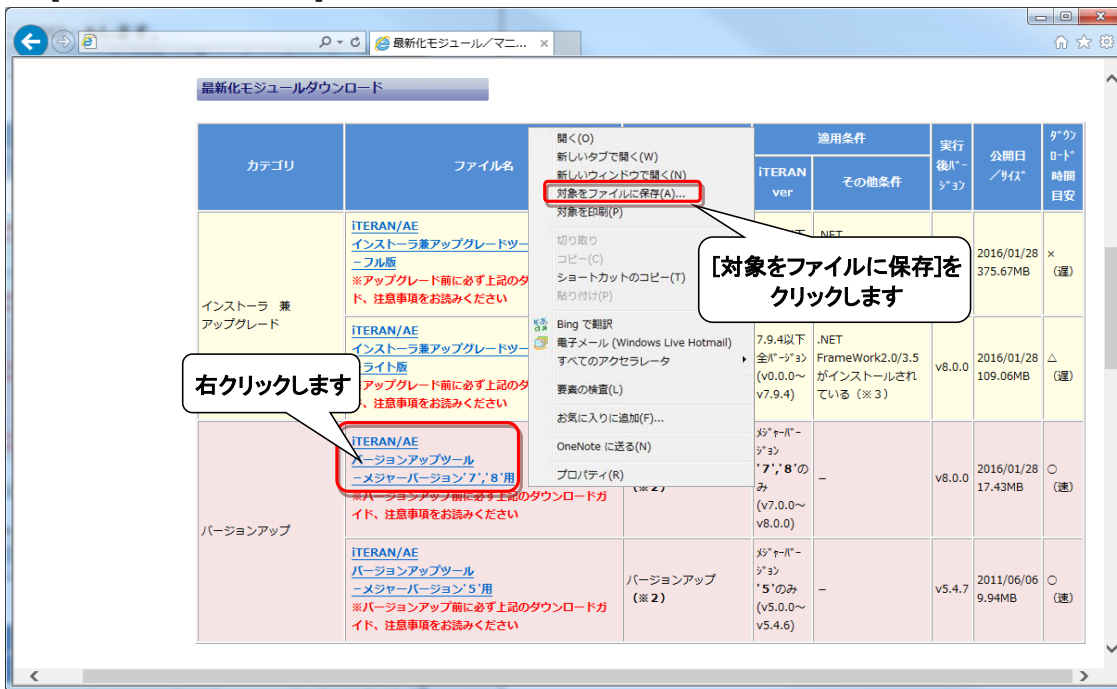 最新化モジュール／マニ...
最新化モジュールダウンロード
カテゴリ
ファイル名
適用条件
iTERAN
ver
その他条件
実行
後ﾊﾞｰ
ｼﾞｮﾝ
公開日
／ｻｲｽﾞ
ﾀﾞｳﾝ
ﾛｰﾄﾞ
時間
目安
開く(O)
新しいタブで開く(W)
新しいウィンドウで開く(N)
対象をファイルに保存(A)...
対象を印刷(P)
切り取り
コピー(C)
ショートカットのコピー(T)
貼り付け(P)
Bing で翻訳
電子メール (Windows Live Hotmail)
すべてのアクセラレータ
要素の検査(L)
お気に入りに追加(F)...
OneNote に送る(N)
プロパティ(R)
[対象をファイルに保存]を
クリックします
右クリックします
インストーラ 兼
アップグレード
iTERAN/AE
インストーラ兼アップグレードツー
－フル版
※アップグレード前に必ず上記のダ
ド、注意事項をお読みください
.NET
2016/01/28
375.67MB
×
（遅）
iTERAN/AE
インストーラ兼アップグレードツー
ライト版
アップグレード前に必ず上記のダ
、注意事項をお読みください
7.9.4以下
全ﾊﾞｰｼﾞｮﾝ
(v0.0.0～
v7.9.4)
.NET
FrameWork2.0/3.5
がインストールされ
ている（※３）
v8.0.0
2016/01/28
109.06MB
△
（遅）
バージョンアップ
iTERAN/AE
バージョンアップツール
－メジャーバージョン'７','８'用
※バージョンアップ前に必ず上記のダウンロードガ
イド、注意事項をお読みください
（※２）
ﾒｼﾞｬｰﾊﾞｰ
ｼﾞｮﾝ
'７','８'の
み
(v7.0.0～
v8.0.0)
－
v8.0.0
2016/01/28
17.43MB
○
（速）
iTERAN/AE
バージョンアップツール
－メジャーバージョン'５'用
※バージョンアップ前に必ず上記のダウンロードガ
イド、注意事項をお読みください
バージョンアップ
（※２）
ﾒｼﾞｬｰﾊﾞｰ
ｼﾞｮﾝ
'５'のみ
(v5.0.0～
v5.4.6)
－
v5.4.7
2011/06/06
9.94MB
○
（速）